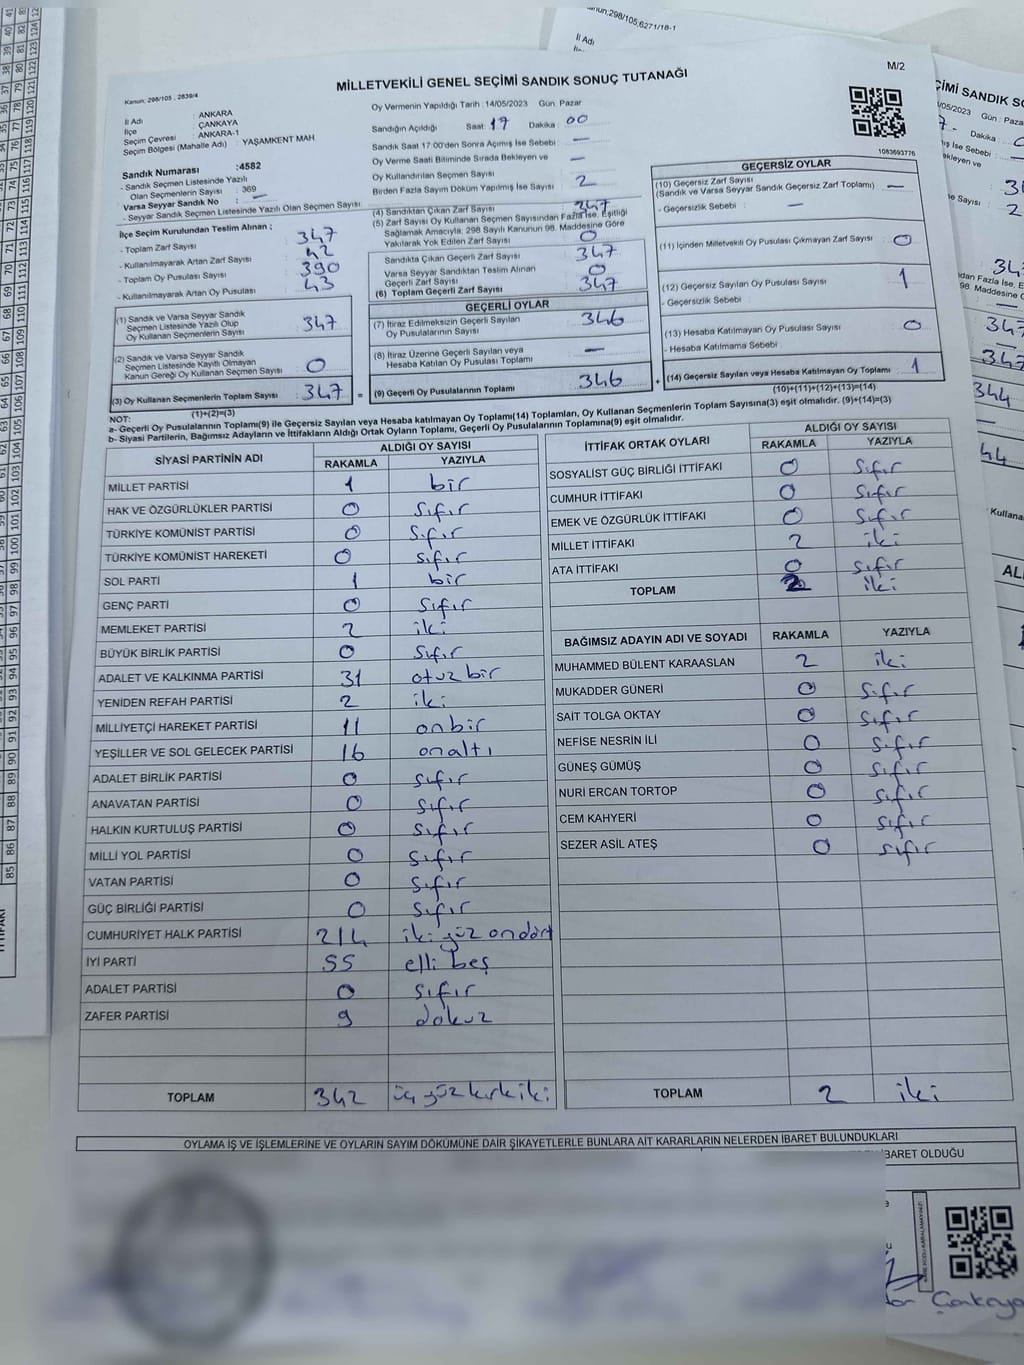 Kanun; 298/105 , 2839/4
MİLLETVEKİLİ GENEL SEÇİMİ SANDIK SONUÇ TUTANAĞI
M/2
İl Adı : ANKARA
İlçe : ÇANKAYA
Seçim Çevresi : ANKARA-1
Seçim Bölgesi (Mahalle Adı) : YAŞAMKENT MAH
Sandık Numarası :4582
- Sandık Seçmen Listesinde Yazılı
Olan Seçmenlerin Sayısı : 369
Varsa Seyyar Sandık No : —
- Seyyar Sandık Seçmen Listesinde Yazılı Olan Seçmen Sayısı
Oy Vermenin Yapıldığı Tarih : 14/05/2023 Gün. Pazar
Sandığın Açıldığı Saat: 17 Dakika : 00
Sandık Saat 17:00'den Sonra Açımış İse Sebebi : —
Oy Verme Saati Bitiminde Sırada Bekleyen ve
Oy Kullandırılan Seçmen Sayısı : —
Birden Fazla Sayım Döküm Yapılmış İse Sayısı : 2
1083693776
İlçe Seçim Kurulundan Teslim Alınan ;
- Toplam Zarf Sayısı : 347
- Kullanılmayarak Artan Zarf Sayısı : 42
- Toplam Oy Pusulası Sayısı : 390
- Kullanılmayarak Artan Oy Pusulası : 43
(1) Sandık ve Varsa Seyyar Sandık
Seçmen Listesinde Yazılı Olup
Oy Kullanan Seçmenlerin Sayısı : 347
(2) Sandık ve Varsa Seyyar Sandık
Seçmen Listesinde Kayıtlı Olmayan
Kanun Gereği Oy Kullanan Seçmen Sayısı : 0
(3) Oy Kullanan Seçmenlerin Toplam Sayısı : 347
(1)+(2)=(3)
(4) Sandıktan Çıkan Zarf Sayısı 347
(5) Zarf Sayısı Oy Kullanan Seçmen Sayısından Fazla İse, Eşitliği
Sağlamak Amacıyla; 298 Sayılı Kanunun 98. Maddesine Göre
Yakılarak Yok Edilen Zarf Sayısı 0
Sandıkta Çıkan Geçerli Zarf Sayısı 347
Varsa Seyyar Sandıktan Teslim Alınan
Geçerli Zarf Sayısı 0
(6) Toplam Geçerli Zarf Sayısı 347
GEÇERLİ OYLAR
(7) İtiraz Edilmeksizin Geçerli Sayılan
Oy Pusulalarının Sayısı : 346
(8) İtiraz Üzerine Geçerli Sayılan veya
Hesaba Katılan Oy Pusulası Toplamı : —
(9) Geçerli Oy Pusulalarının Toplamı : 346
GEÇERSİZ OYLAR
(10) Geçersiz Zarf Sayısı
(Sandık ve Varsa Seyyar Sandık Geçersiz Zarf Toplamı) : —
- Geçersizlik Sebebi : —
(11) İçinden Milletvekili Oy Pusulası Çıkmayan Zarf Sayısı : 0
(12) Geçersiz Sayılan Oy Pusulası Sayısı : 1
- Geçersizlik Sebebi :
(13) Hesaba Katılmayan Oy Pusulası Sayısı : 0
- Hesaba Katılmama Sebebi :
(14) Geçersiz Sayılan veya Hesaba Katılmayan Oy Toplamı : 1
(10)+(11)+(12)+(13)=(14)
NOT:
a- Geçerli Oy Pusulalarının Toplamı(9) ile Geçersiz Sayılan veya Hesaba katılmayan Oy Toplamı(14) Toplamları, Oy Kullanan Seçmenlerin Toplam Sayısına(3) eşit olmalıdır. (9)+(14)=(3)
b- Siyasi Partilerin, Bağımsız Adayların ve İttifakların Aldığı Ortak Oyların Toplamı, Geçerli Oy Pusulalarının Toplamına(9) eşit olmalıdır.
SİYASİ PARTİNİN ADI ALDIĞI OY SAYISI
RAKAMLA YAZIYLA
MİLLET PARTİSİ 1 bir
HAK VE ÖZGÜRLÜKLER PARTİSİ 0 sıfır
TÜRKİYE KOMÜNİST PARTİSİ 0 sıfır
TÜRKİYE KOMÜNİST HAREKETİ 0 sıfır
SOL PARTİ 1 bir
GENÇ PARTİ 0 sıfır
MEMLEKET PARTİSİ 2 iki
BÜYÜK BİRLİK PARTİSİ 0 sıfır
ADALET VE KALKINMA PARTİSİ 31 otuz bir
YENİDEN REFAH PARTİSİ 2 iki
MİLLİYETÇİ HAREKET PARTİSİ 11 onbir
YEŞİLLER VE SOL GELECEK PARTİSİ 16 onaltı
ADALET BİRLİK PARTİSİ 0 sıfır
ANAVATAN PARTİSİ 0 sıfır
HALKIN KURTULUŞ PARTİSİ 0 sıfır
MİLLİ YOL PARTİSİ 0 sıfır
VATAN PARTİSİ 0 sıfır
GÜÇ BİRLİĞİ PARTİSİ 0 sıfır
CUMHURİYET HALK PARTİSİ 214 iki yüz ondört
İYİ PARTİ 55 elli beş
ADALET PARTİSİ 0 sıfır
ZAFER PARTİSİ 9 dokuz
TOPLAM 342 üç yüz kırk iki
İTTİFAK ORTAK OYLARI ALDIĞI OY SAYISI
RAKAMLA YAZIYLA
SOSYALİST GÜÇ BİRLİĞİ İTTİFAKI 0 sıfır
CUMHUR İTTİFAKI 0 sıfır
EMEK VE ÖZGÜRLÜK İTTİFAKI 0 sıfır
MİLLET İTTİFAKI 2 iki
ATA İTTİFAKI 0 sıfır
TOPLAM 2 iki
BAĞIMSIZ ADAYIN ADI VE SOYADI RAKAMLA YAZIYLA
MUHAMMED BÜLENT KARAASLAN 2 iki
MUKADDER GÜNERİ 0 sıfır
SAİT TOLGA OKTAY 0 sıfır
NEFİSE NESRİN İLİ 0 sıfır
GÜNEŞ GÜMÜŞ 0 sıfır
NURİ ERCAN TORTOP 0 sıfır
CEM KAHYERİ 0 sıfır
SEZER ASİL ATEŞ 0 sıfır
TOPLAM 2 iki
OYLAMA İŞ VE İŞLEMLERİNE VE OYLARIN SAYIM DÖKÜMÜNE DAİR ŞİKAYETLERLE BUNLARA AİT KARARLARIN NELERDEN İBARET BULUNDUKLARI
BARET OLDUĞU